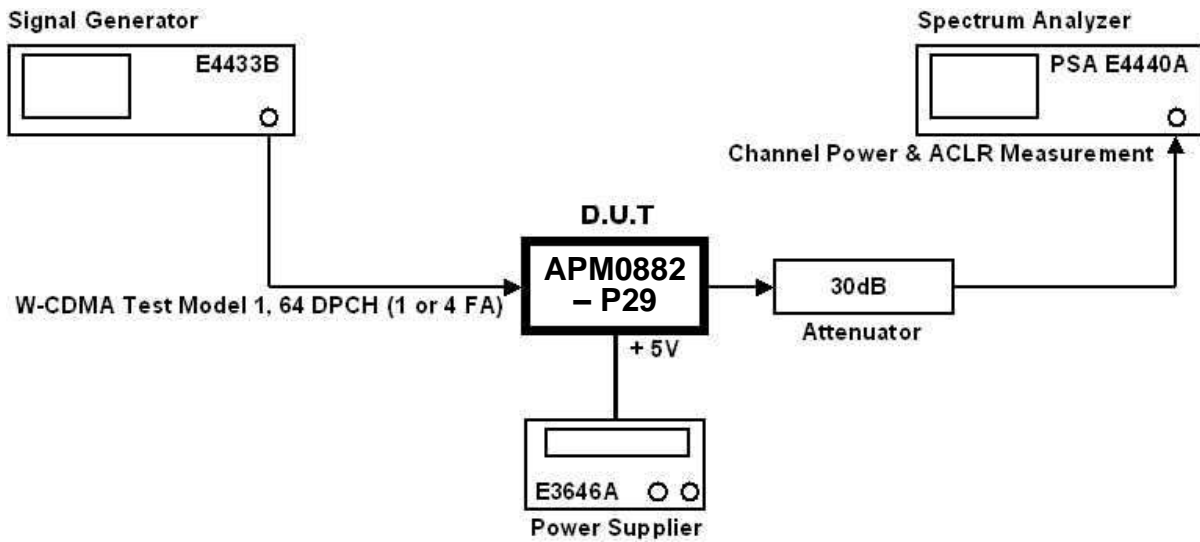 Signal Generator
E4433B
Spectrum Analyzer
PSA E4440A
Channel Power & ACLR Measurement
D.U.T
APM0882
– P29
W-CDMA Test Model 1, 64 DPCH (1 or 4 FA)
30dB
Attenuator
+ 5V
E3646A
Power Supplier